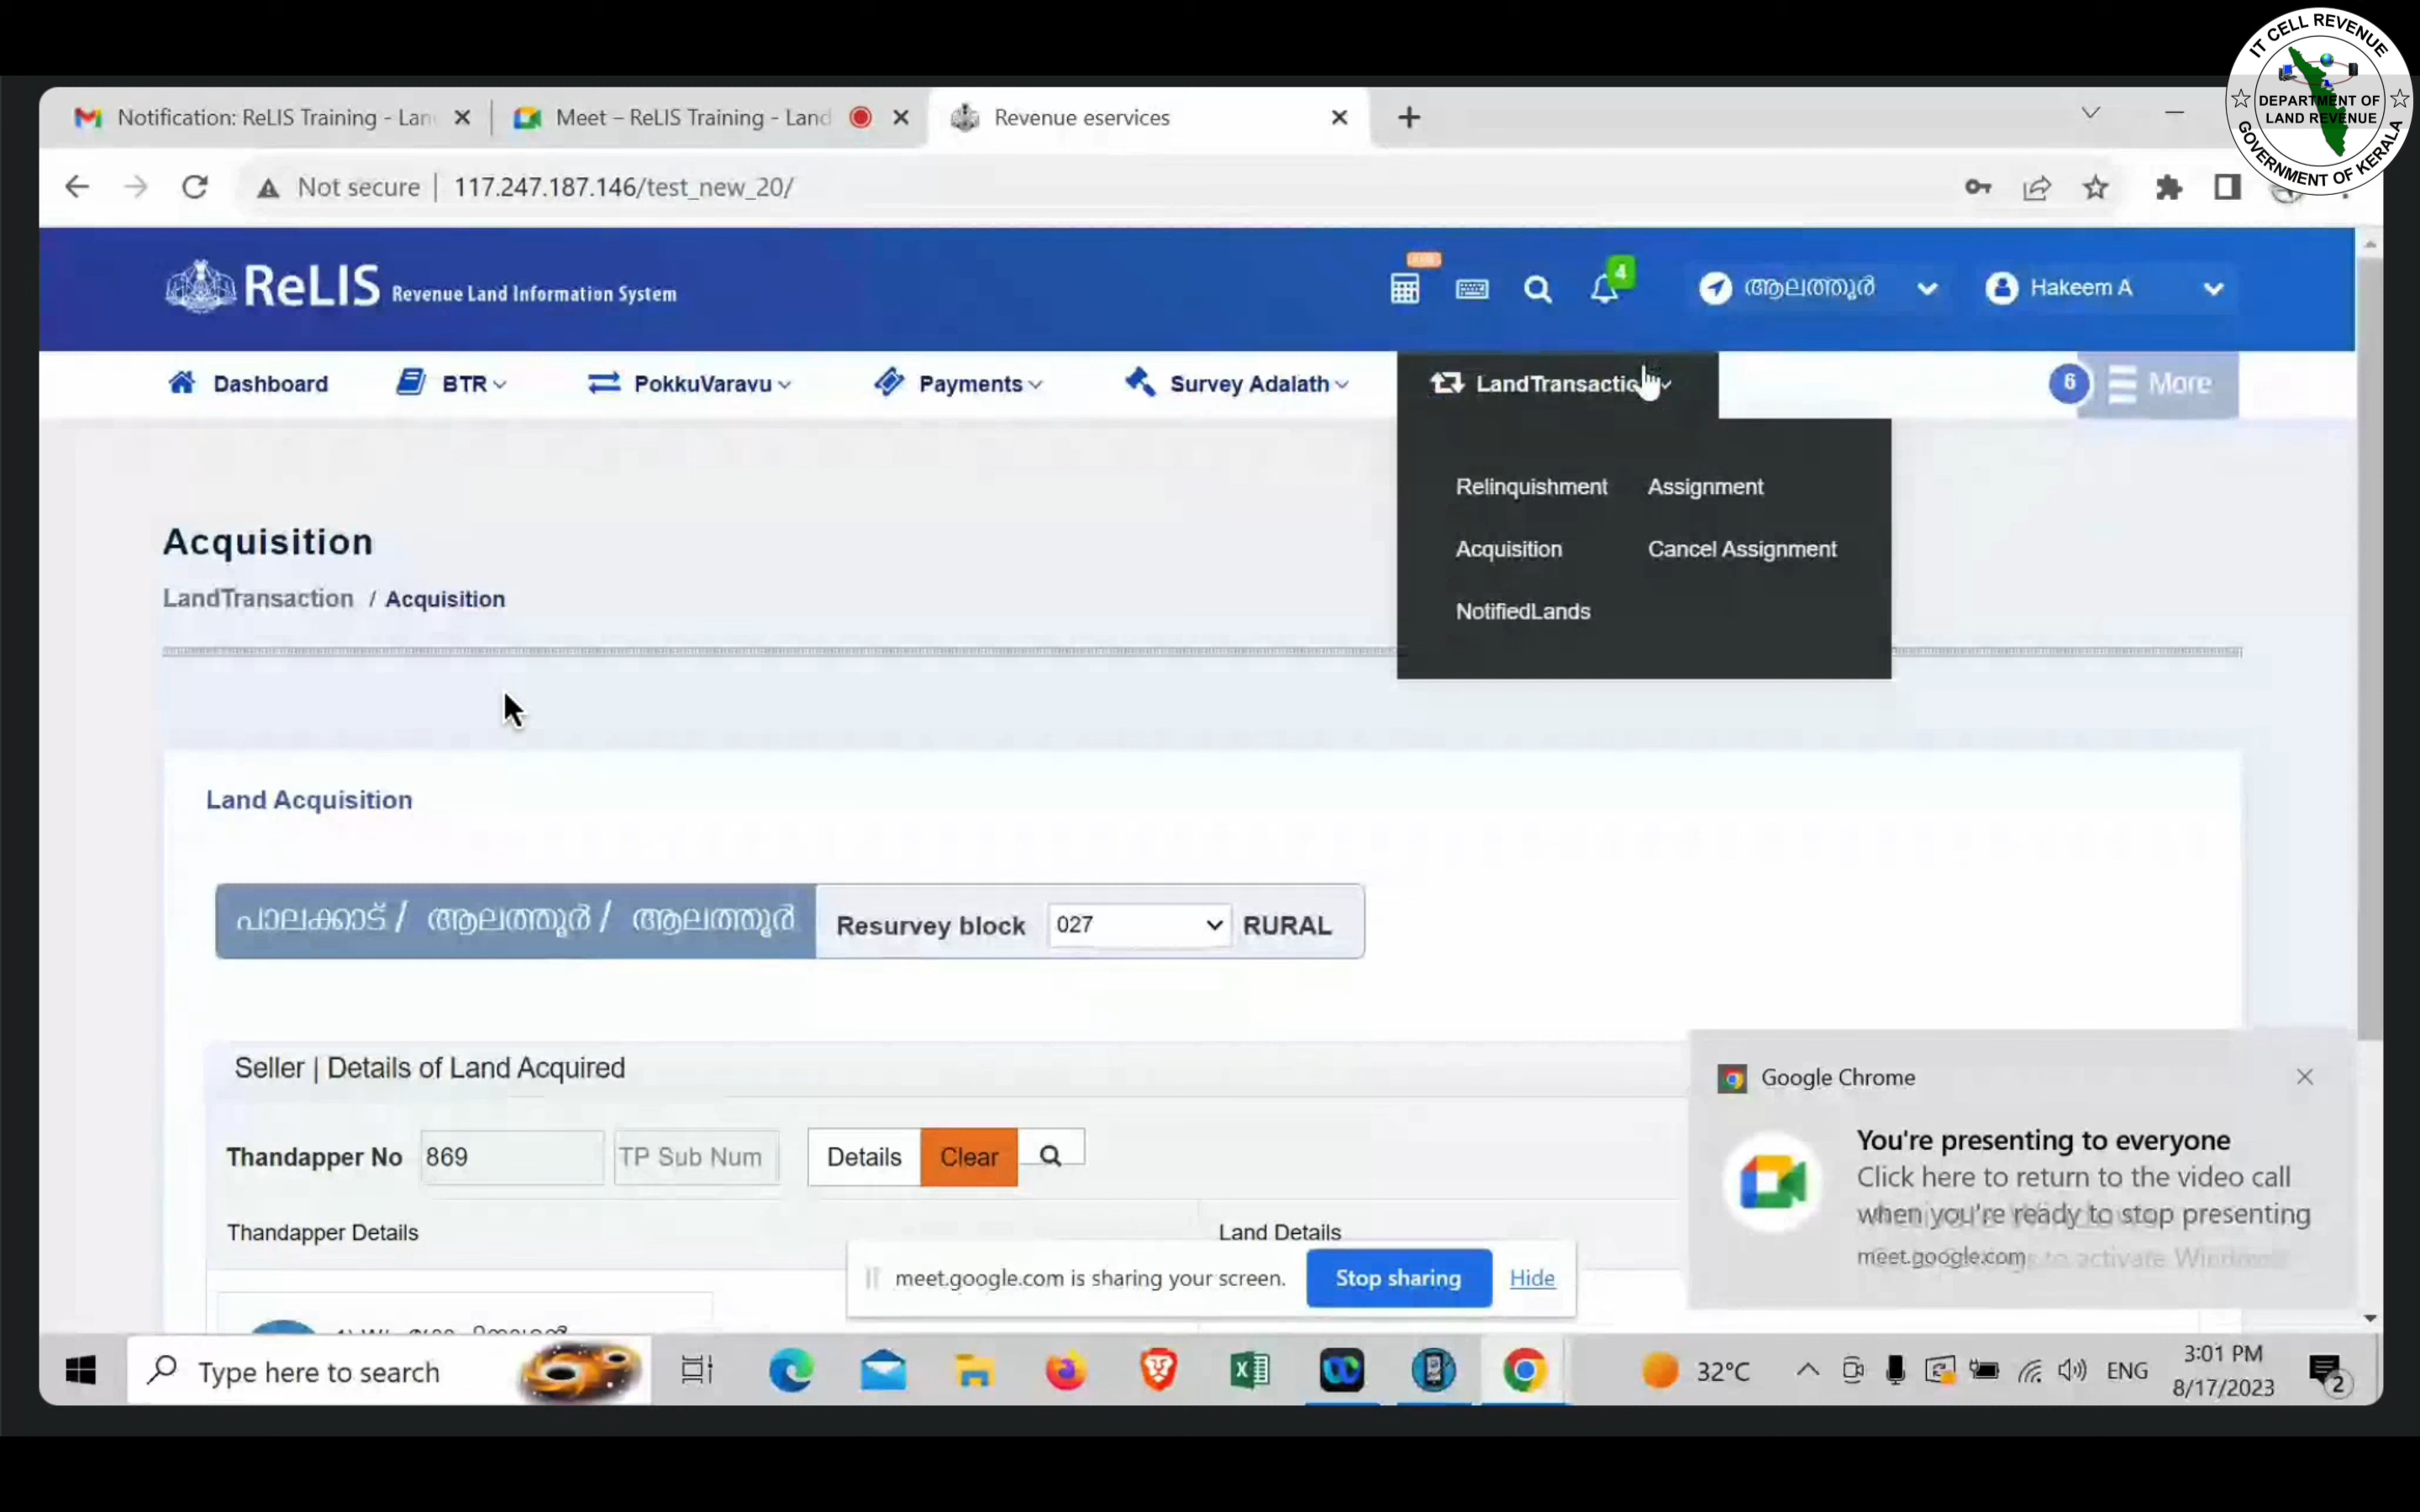 IT CELL REVENUE
DEPARTMENT OF
LAND REVENUE
GOVERNMENT OF KERALA
Notification: ReLIS Training - Lan
Meet – ReLIS Training - Land
Revenue eservices
Not secure | 117.247.187.146/test_new_20/
ReLIS Revenue Land Information System
4
ആലത്തൂർ
Hakeem A
Dashboard
BTR
PokkuVaravu
Payments
Survey Adalath
LandTransactio
6
More
Relinquishment
Assignment
Acquisition
Cancel Assignment
NotifiedLands
Acquisition
LandTransaction / Acquisition
Land Acquisition
പാലക്കാട് / ആലത്തൂർ / ആലത്തൂർ
Resurvey block 027 RURAL
Seller | Details of Land Acquired
Thandapper No 869 TP Sub Num Details Clear
Thandapper Details
Land Details
Google Chrome
You're presenting to everyone
Click here to return to the video call
when you're ready to stop presenting
meet.google.com
meet.google.com is sharing your screen. Stop sharing Hide
Type here to search
32°C
ENG
3:01 PM
8/17/2023
2